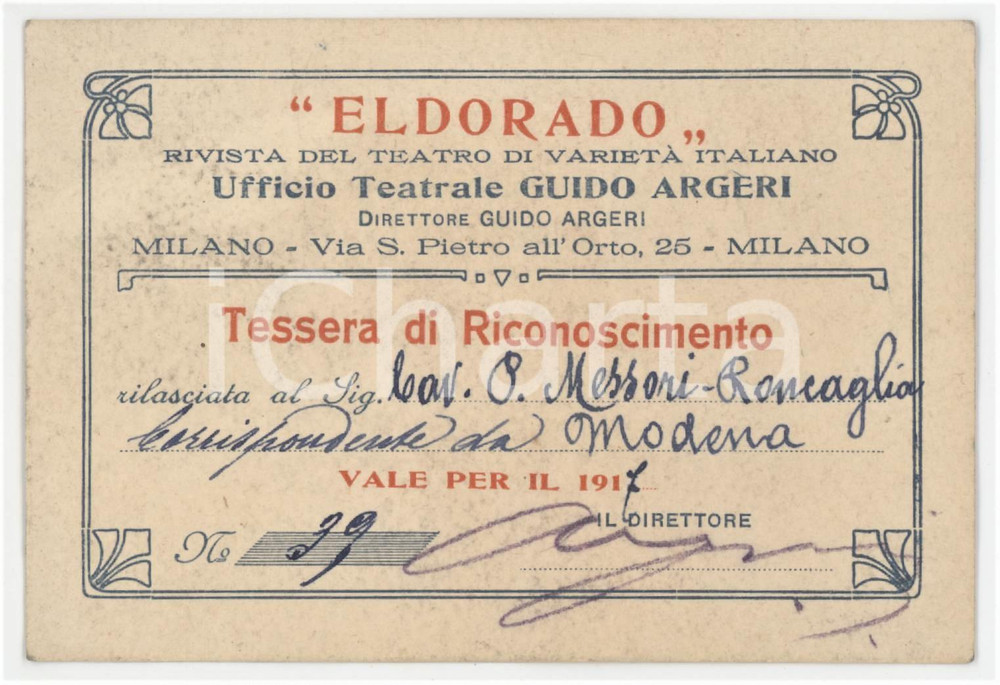 “ ELDORADO „
RIVISTA DEL TEATRO DI VARIETÀ ITALIANO
Ufficio Teatrale GUIDO ARGERI
DIRETTORE GUIDO ARGERI
MILANO - Via S. Pietro all' Orto, 25 - MILANO
iCharta
Tessera di Riconoscimento
rilasciata al Sig. Cav. P. Messori-Roncaglia
Corrispondente da Modena
VALE PER IL 1917
IL DIRETTORE
No 39